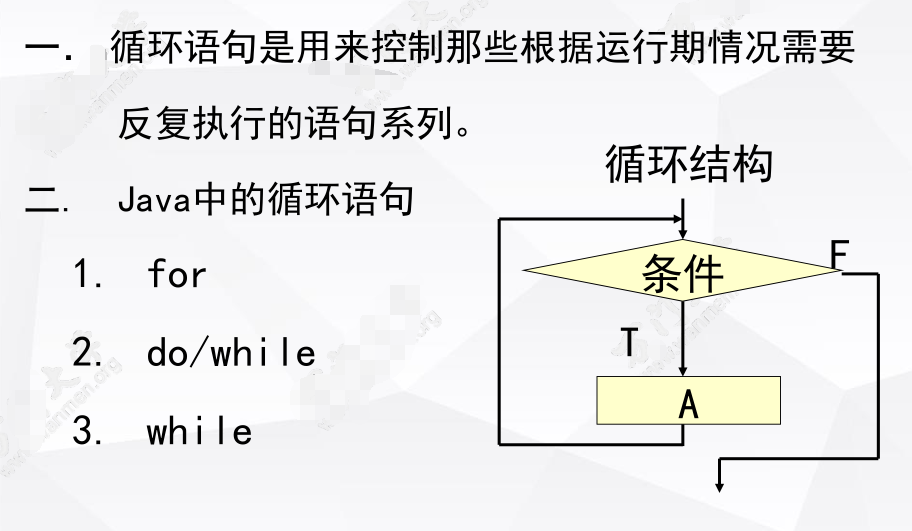 一. 循环语句是用来控制那些根据运行期情况需要
反复执行的语句系列。
二. Java中的循环语句
1. for
2. do/while
3. while
循环结构
条件
F
T
A